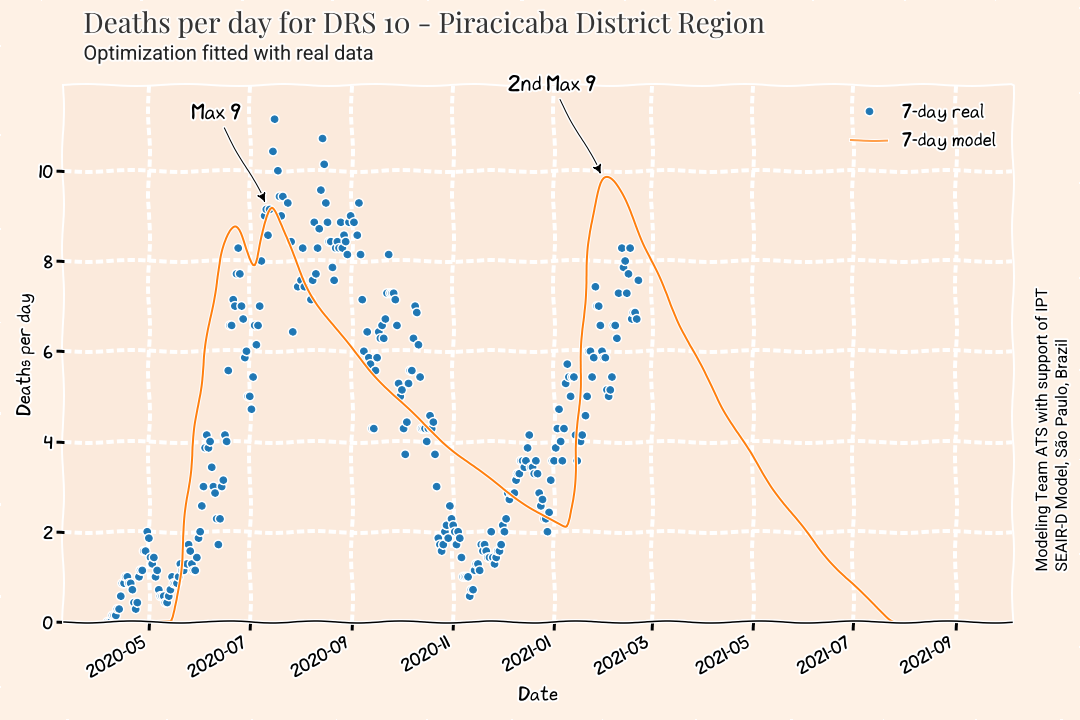 Deaths per day for DRS 10 - Piracicaba District Region
Optimization fitted with real data
2nd Max 9
Max 9
7-day real
7-day model
10
8
6
4
2
0
Deaths per day
2020-05
2020-07
2020-09
2020-11
2021-01
2021-03
2021-05
2021-07
2021-09
Date
Modeling Team ATS with support of IPT
SEAIR-D Model, São Paulo, Brazil